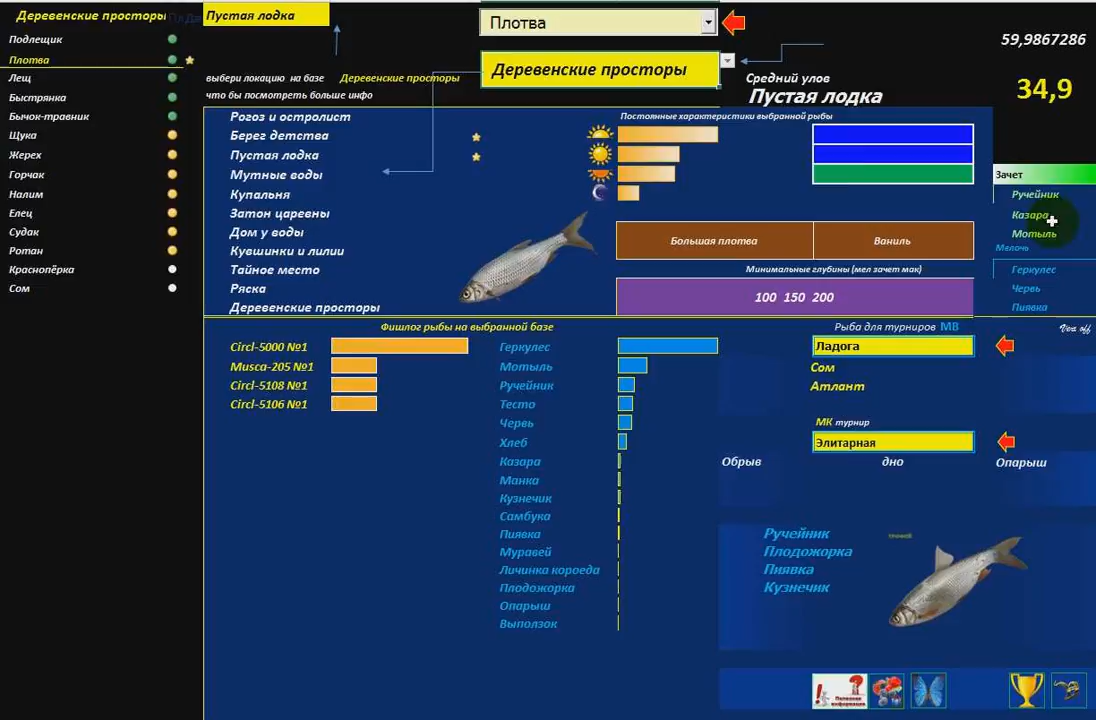 Деревенские просторы
Подлещик
Плотва
Лещ
Быстрянка
Бычок-травник
Щука
Жерех
Горчак
Налим
Елец
Судак
Ротан
Краснопёрка
Сом
Пустая лодка
Плотва
Деревенские просторы
выбери локацию на базе Деревенские просторы
что бы посмотреть больше инфо
Средний улов
Пустая лодка
59,9867286
34,9
Рогоз и остролист
Берег детства
Пустая лодка
Мутные воды
Купальня
Затон царевны
Дом у воды
Кувшинки и лилии
Тайное место
Ряска
Деревенские просторы
Постоянные характеристики выбранной рыбы
Большая плотва
Ваниль
Минимальные глубины (мел зачет мак)
100 150 200
Зачет
Ручейник
Казара
Мотыль
Мелочь
Геркулес
Червь
Пиявка
Фишлог рыбы на выбранной базе
Circl-5000 №1
Musca-205 №1
Circl-5108 №1
Circl-5106 №1
Геркулес
Мотыль
Ручейник
Тесто
Червь
Хлеб
Казара
Манка
Кузнечик
Самбука
Пиявка
Муравей
Личинка короеда
Плодожорка
Опарыш
Выползок
Рыба для турниров МВ
Ладога
Сом
Атлант
МК турнир
Элитарная
Обрыв
дно
Опарыш
Ручейник
Плодожорка
Пиявка
Кузнечик
Полезная
информация